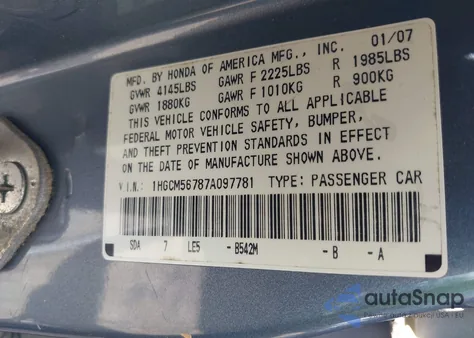 MFD. BY HONDA OF AMERICA MFG., INC. 01/07
GVWR 4145LBS GAWR F 2225LBS R 1985LBS
GVWR 1880KG GAWR F 1010KG R 900KG
THIS VEHICLE CONFORMS TO ALL APPLICABLE
FEDERAL MOTOR VEHICLE SAFETY, BUMPER,
AND THEFT PREVENTION STANDARDS IN EFFECT
ON THE DATE OF MANUFACTURE SHOWN ABOVE.
V.I.N.: 1HGCM56787A097781 TYPE: PASSENGER CAR
SDA 7 LE5 - B542M - B - A
autoSnap